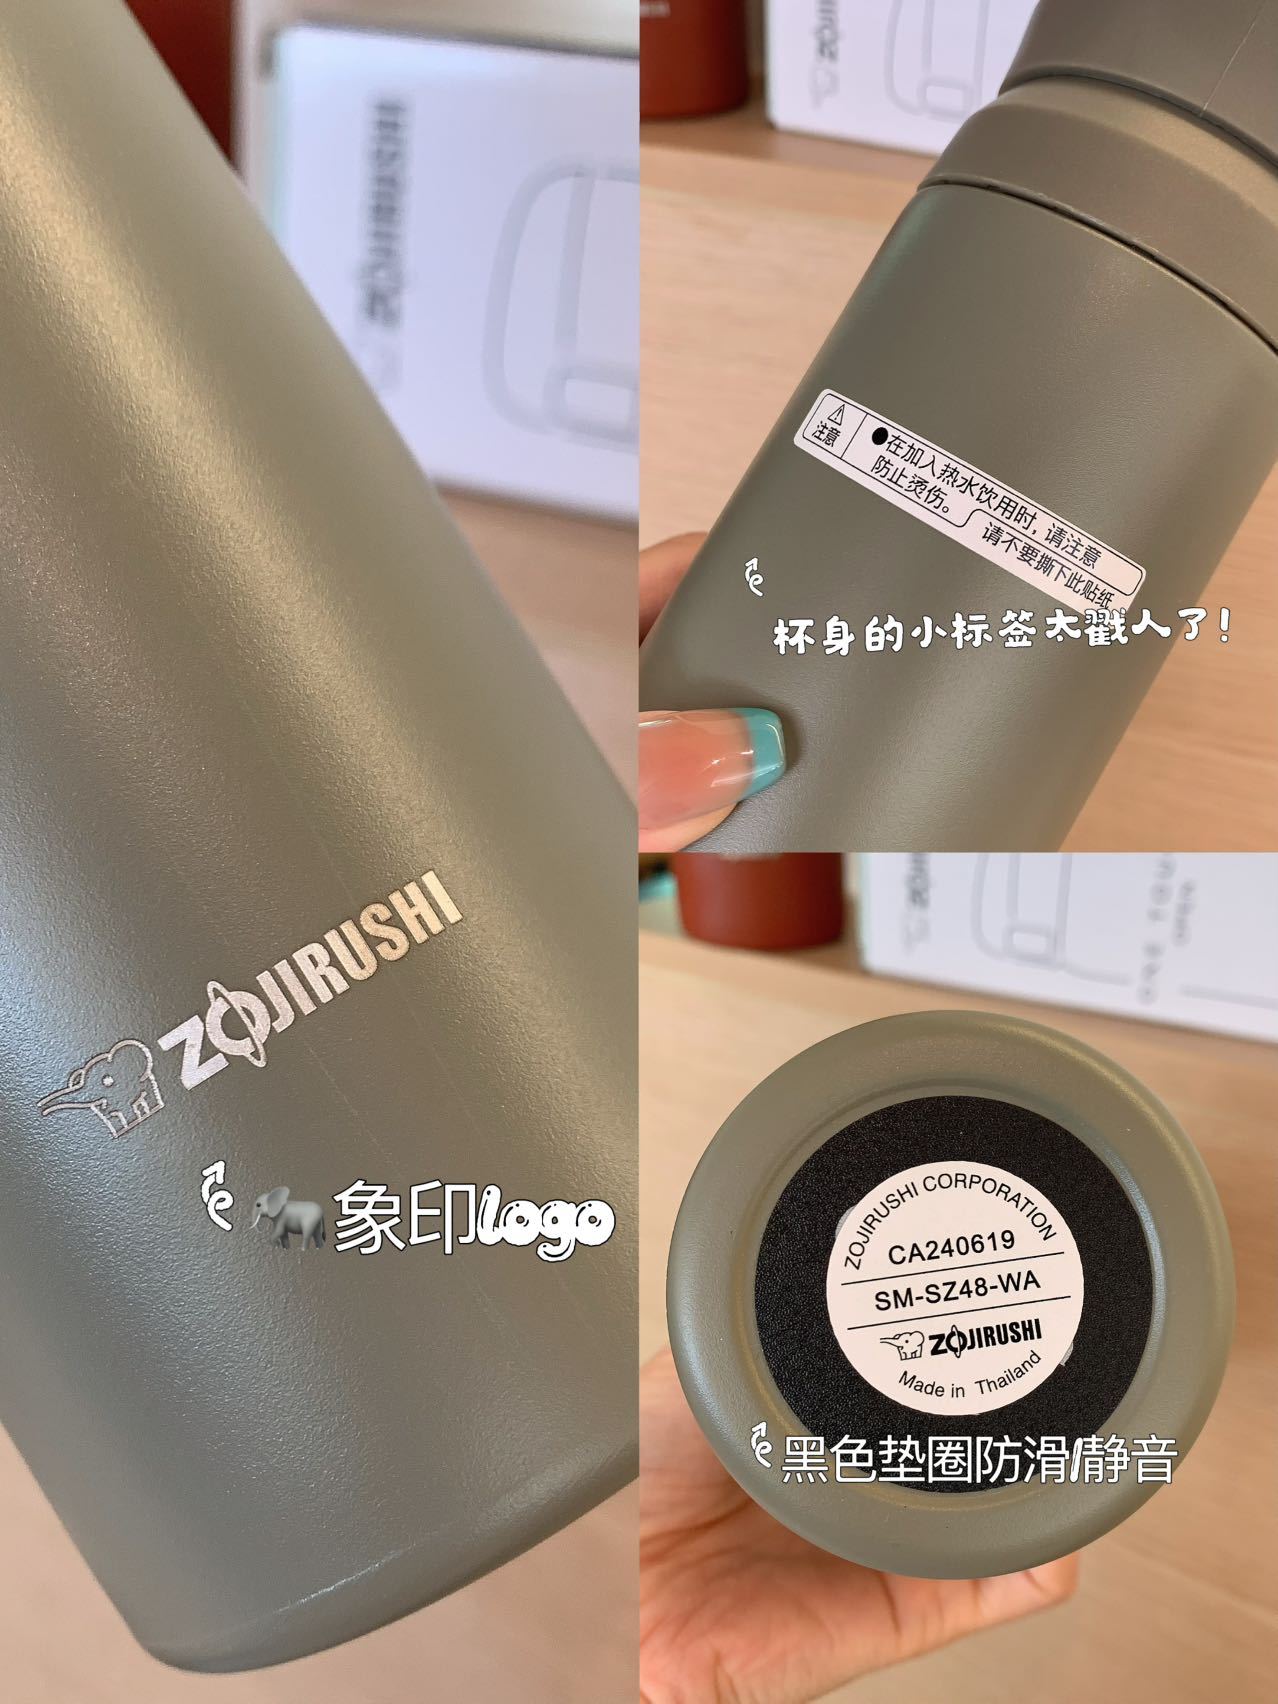 ZOJIRUSHI
象印logo
注意
●在加入热水饮用时,请注意
防止烫伤。
请不要撕下此贴纸
杯身的小标签太戳人了!
ZOJIRUSHI CORPORATION
CA240619
SM-SZ48-WA
ZOJIRUSHI
Made in Thailand
黑色垫圈防滑/静音